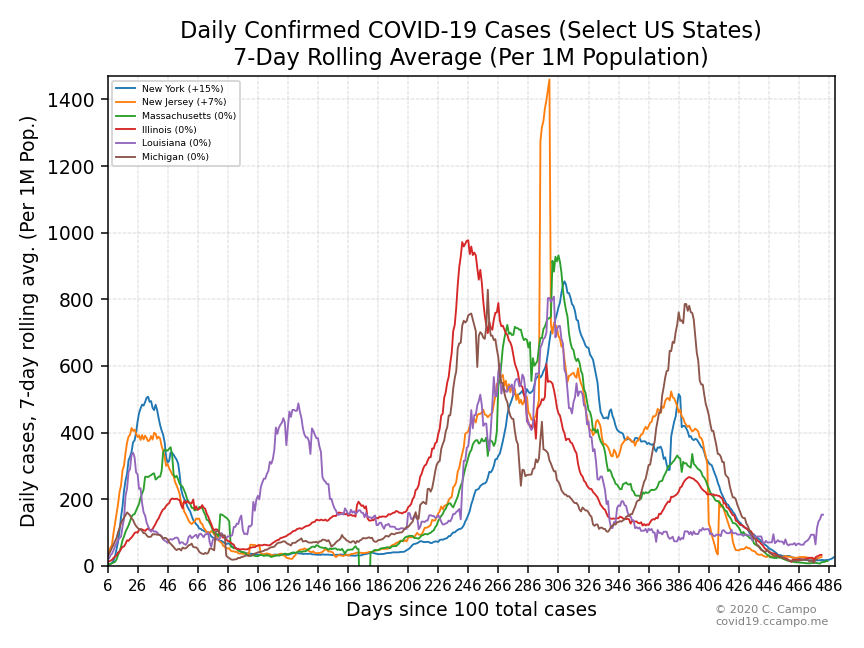 Daily Confirmed COVID-19 Cases (Select US States)
7-Day Rolling Average (Per 1M Population)
Daily cases, 7-day rolling avg. (Per 1M Pop.)
1400
1200
1000
800
600
400
200
0
New York (+15%)
New Jersey (+7%)
Massachusetts (0%)
Illinois (0%)
Louisiana (0%)
Michigan (0%)
6 26 46 66 86 106 126 146 166 186 206 226 246 266 286 306 326 346 366 386 406 426 446 466 486
Days since 100 total cases
© 2020 C. Campo
covid19.ccampo.me